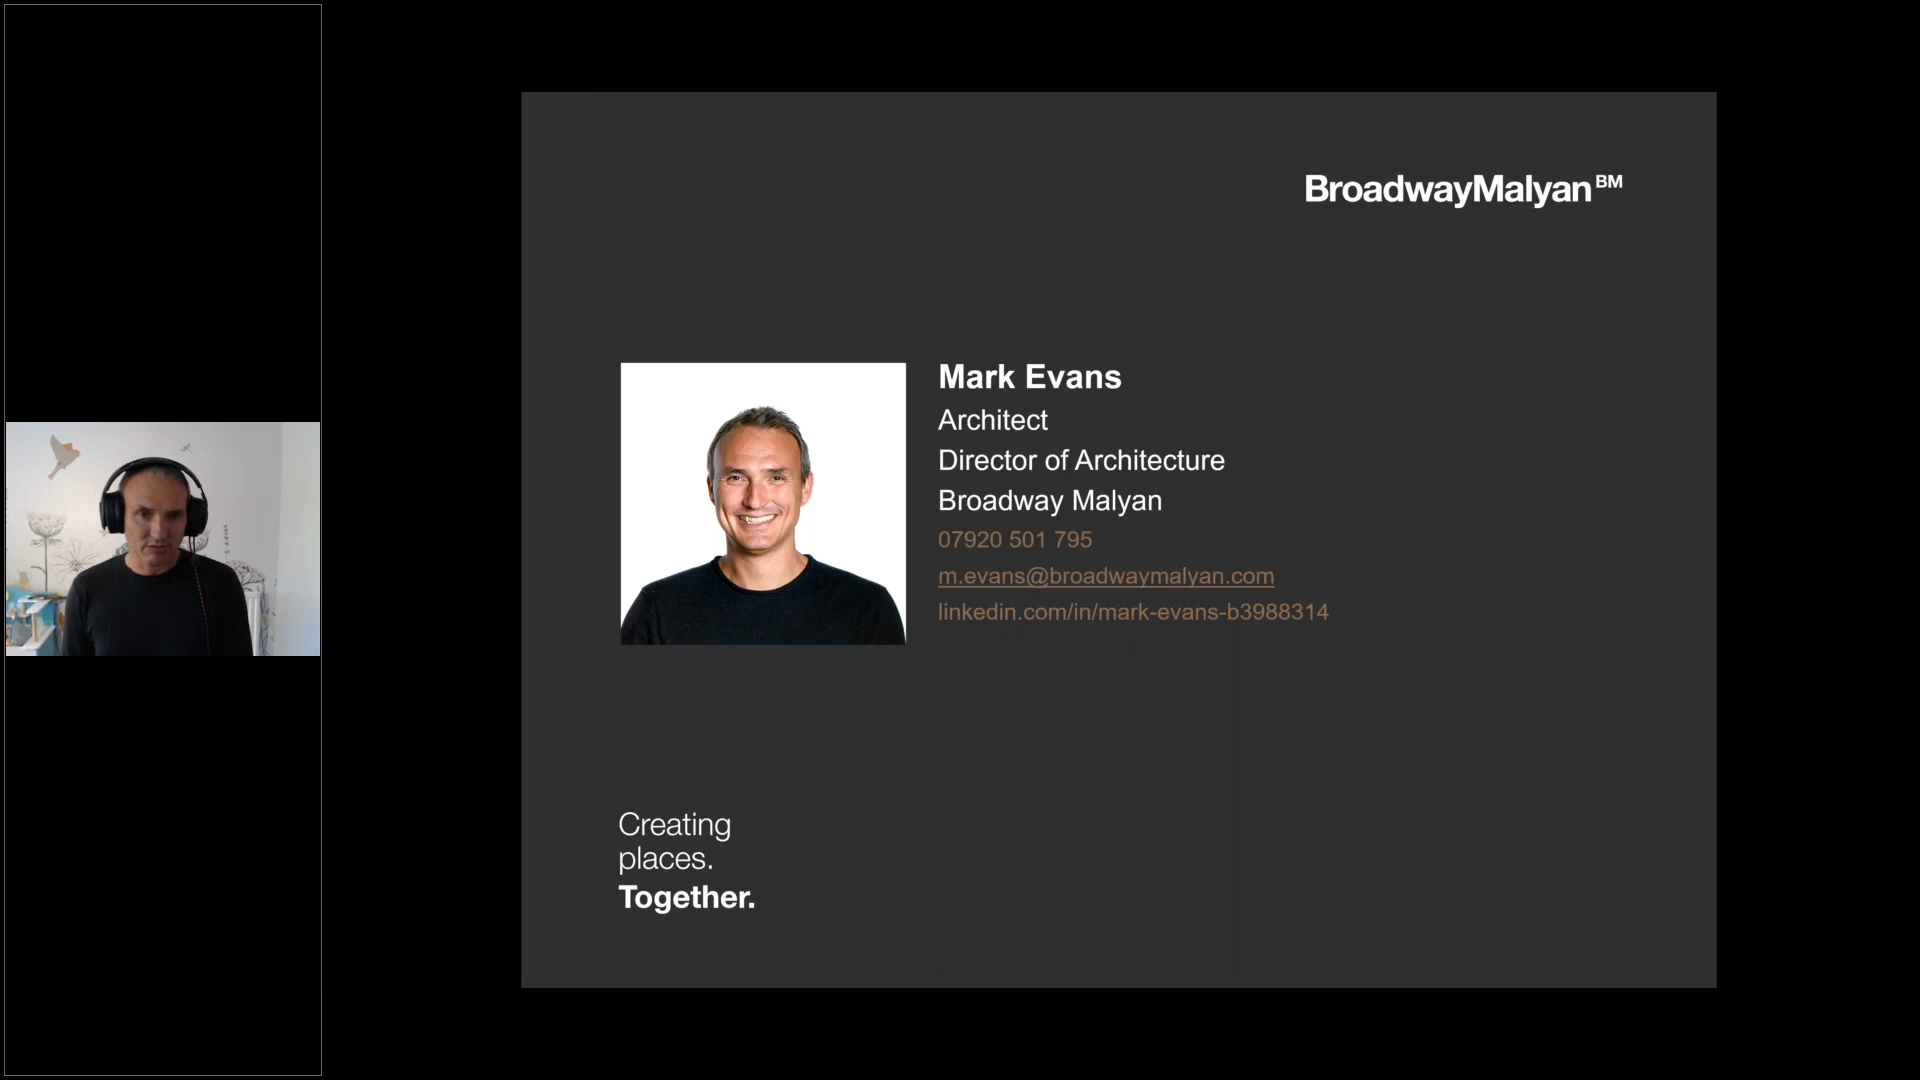 BroadwayMalyan BM
Mark Evans
Architect
Director of Architecture
Broadway Malyan
07920 501 795
m.evans@broadwaymalyan.com
linkedin.com/in/mark-evans-b3988314
Creating
places.
Together.